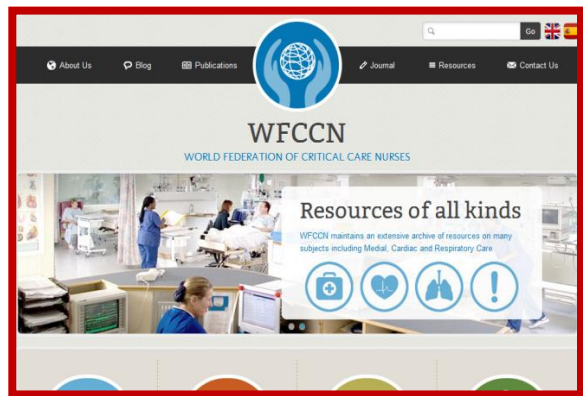 Go
About Us
Blog
Publications
Journal
Resources
Contact Us
WFCCN
WORLD FEDERATION OF CRITICAL CARE NURSES
Resources of all kinds
WFCCN maintains an extensive archive of resources on many
subjects including Medial, Cardiac and Respiratory Care